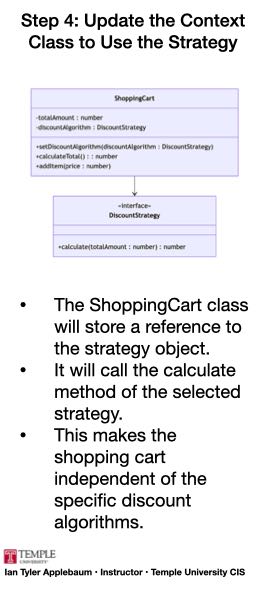 Step 4: Update the Context
Class to Use the Strategy
ShoppingCart
-totalAmount : number
-discountAlgorithm : DiscountStrategy
+setDiscountAlgorithm(discountAlgorithm : DiscountStrategy)
+calculateTotal() : : number
+addItem(price : number)
«interface»
DiscountStrategy
+calculate(totalAmount : number) : number
• The ShoppingCart class
will store a reference to
the strategy object.
• It will call the calculate
method of the selected
strategy.
• This makes the
shopping cart
independent of the
specific discount
algorithms.
TEMPLE
UNIVERSITY
Ian Tyler Applebaum · Instructor · Temple University CIS